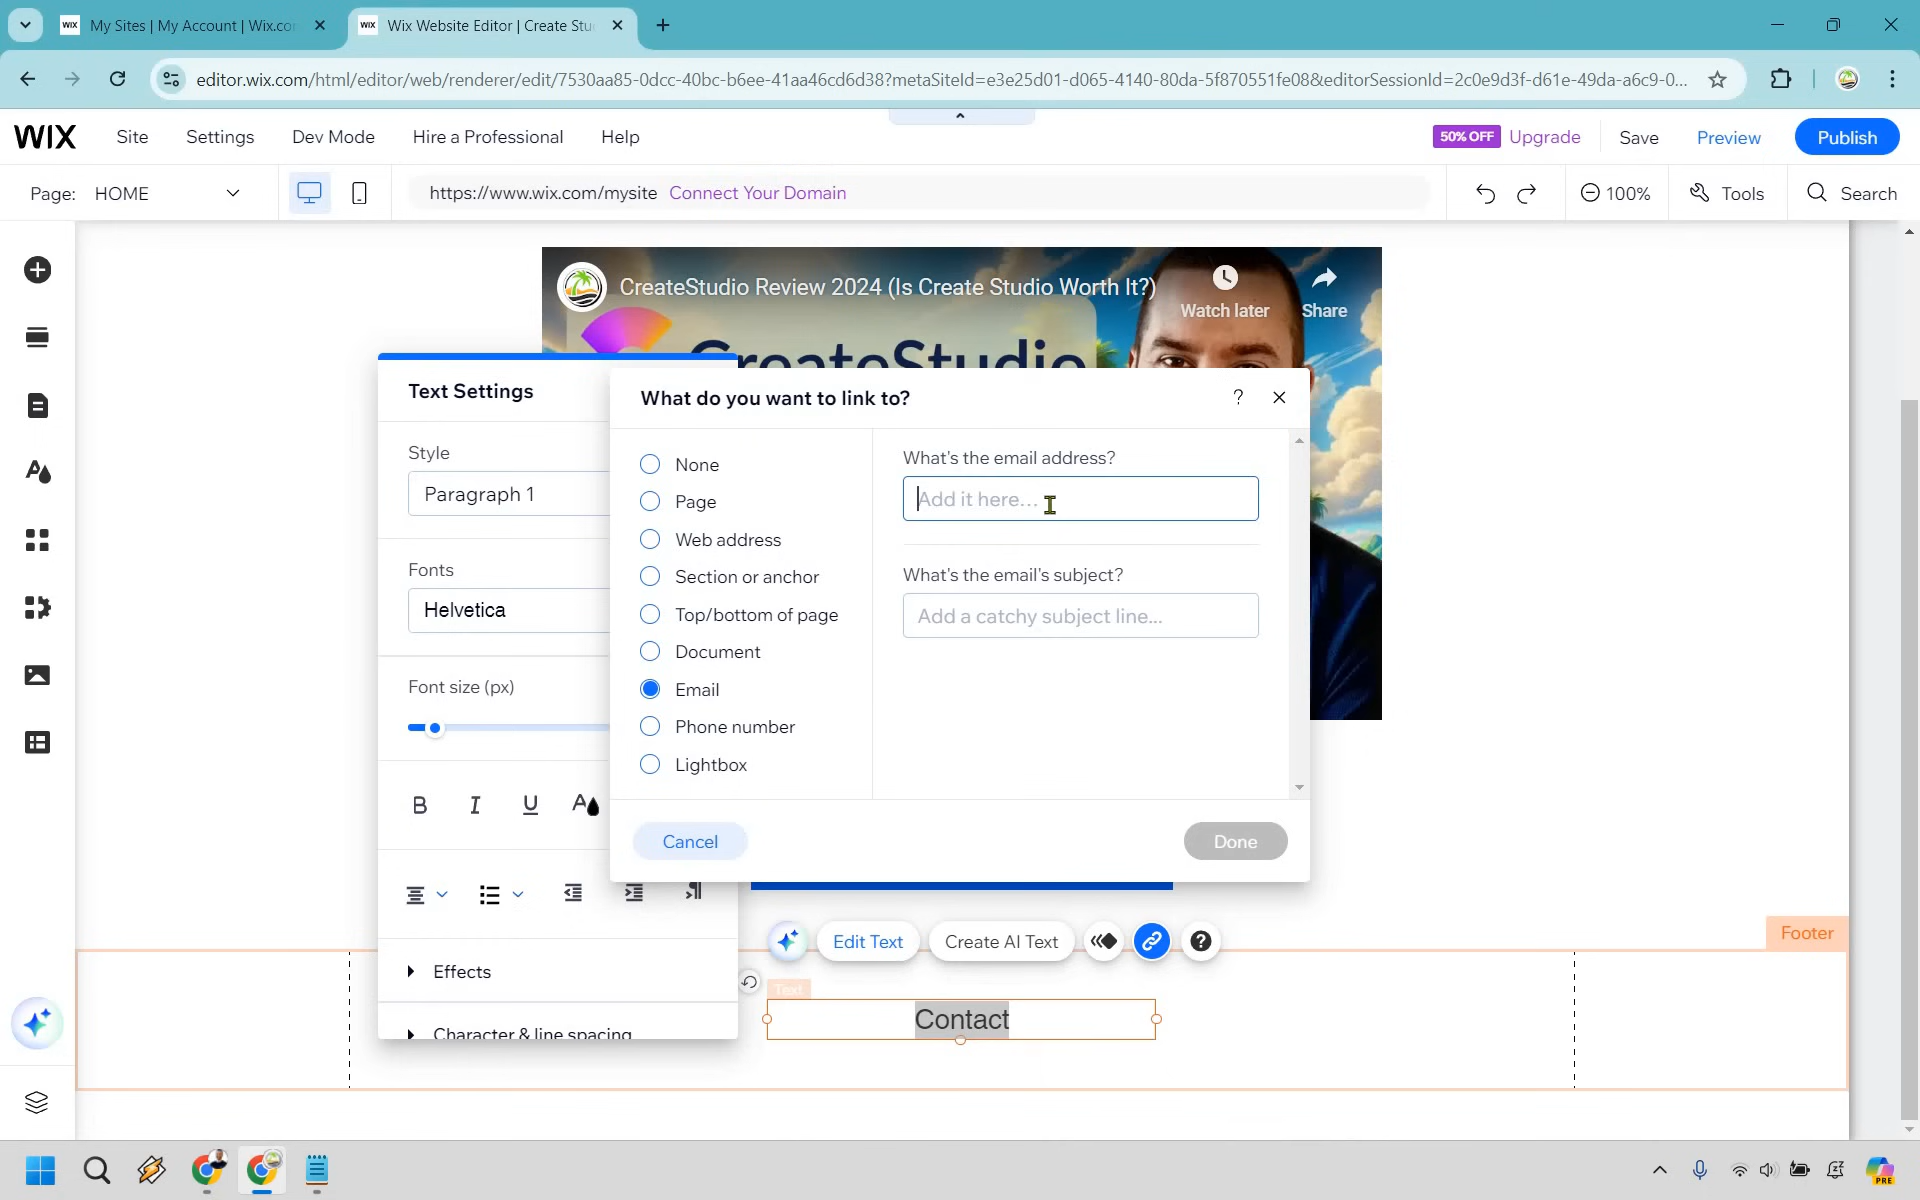 WIX My Sites | My Account | Wix.co
WIX Wix Website Editor | Create Stu
editor.wix.com/html/editor/web/renderer/edit/7530aa85-0dcc-40bc-b6ee-41aa46cd6d38?metaSiteId=e3e25d01-d065-4140-80da-5f870551fe08&editorSessionId=2c0e9d3f-d61e-49da-a6c9-0...
WIX Site Settings Dev Mode Hire a Professional Help 50% OFF Upgrade Save Preview Publish
Page: HOME https://www.wix.com/mysite Connect Your Domain 100% Tools Search
CreateStudio Review 2024 (Is Create Studio Worth It?) Watch later Share
CreateStudio
Text Settings
Style
Paragraph 1
Fonts
Helvetica
Font size (px)
B I U A
Effects
Character & line spacing
What do you want to link to? ?
None
Page
Web address
Section or anchor
Top/bottom of page
Document
Email
Phone number
Lightbox
What's the email address?
Add it here...
What's the email's subject?
Add a catchy subject line...
Cancel Done
Edit Text Create AI Text
Footer
Text
Contact
PRE